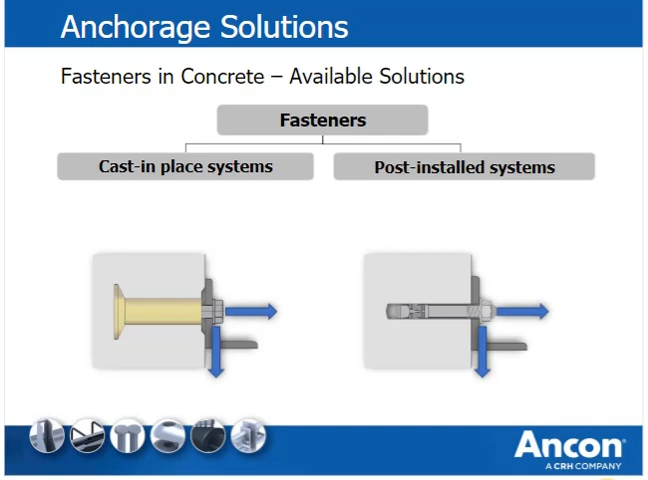 Anchorage Solutions
Fasteners in Concrete – Available Solutions
Fasteners
Cast-in place systems
Post-installed systems
Ancon®
A CRH COMPANY